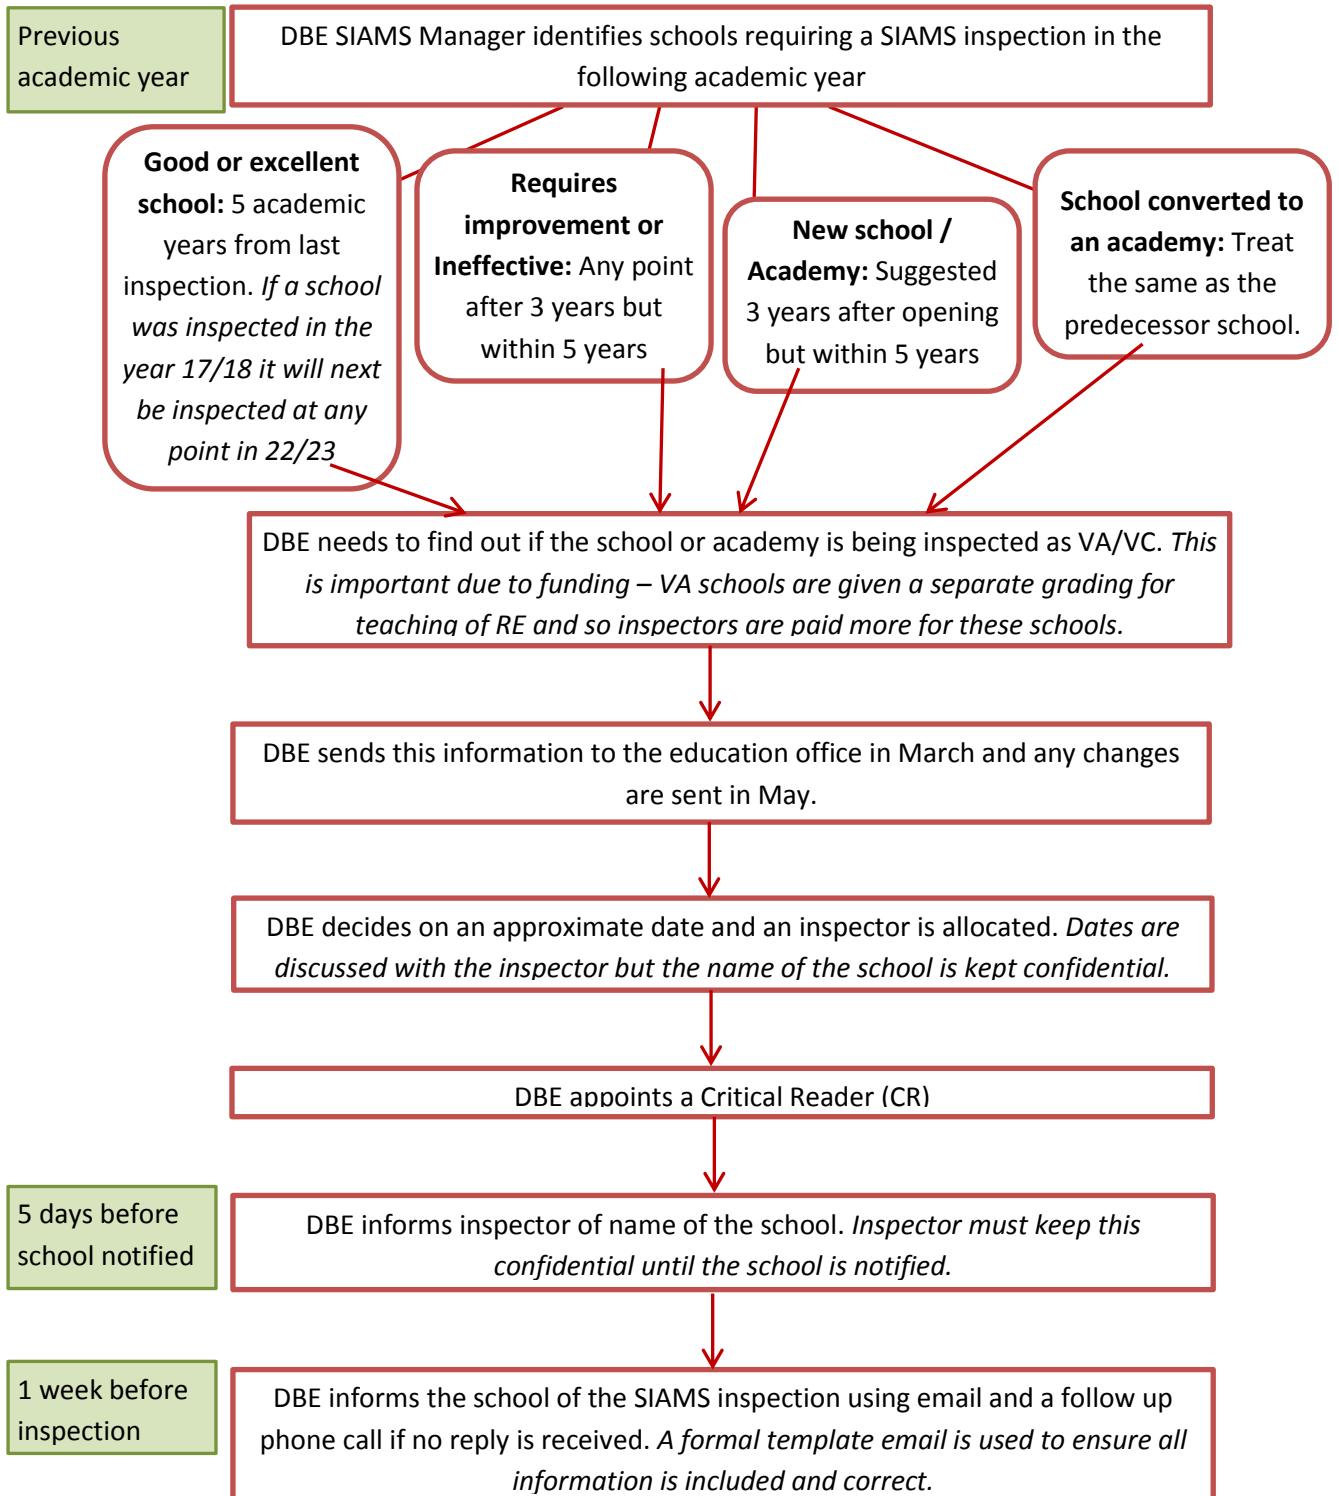 Previous
academic year
DBE SIAMS Manager identifies schools requiring a SIAMS inspection in the
following academic year
Good or excellent
school: 5 academic
years from last
inspection. If a school
was inspected in the
year 17/18 it will next
be inspected at any
point in 22/23
Requires
improvement or
Ineffective: Any point
after 3 years but
within 5 years
New school /
Academy: Suggested
3 years after opening
but within 5 years
School converted to
an academy: Treat
the same as the
predecessor school.
DBE needs to find out if the school or academy is being inspected as VA/VC. This
is important due to funding – VA schools are given a separate grading for
teaching of RE and so inspectors are paid more for these schools.
DBE sends this information to the education office in March and any changes
are sent in May.
DBE decides on an approximate date and an inspector is allocated. Dates are
discussed with the inspector but the name of the school is kept confidential.
DBE appoints a Critical Reader (CR)
5 days before
school notified
DBE informs inspector of name of the school. Inspector must keep this
confidential until the school is notified.
1 week before
inspection
DBE informs the school of the SIAMS inspection using email and a follow up
phone call if no reply is received. A formal template email is used to ensure all
information is included and correct.